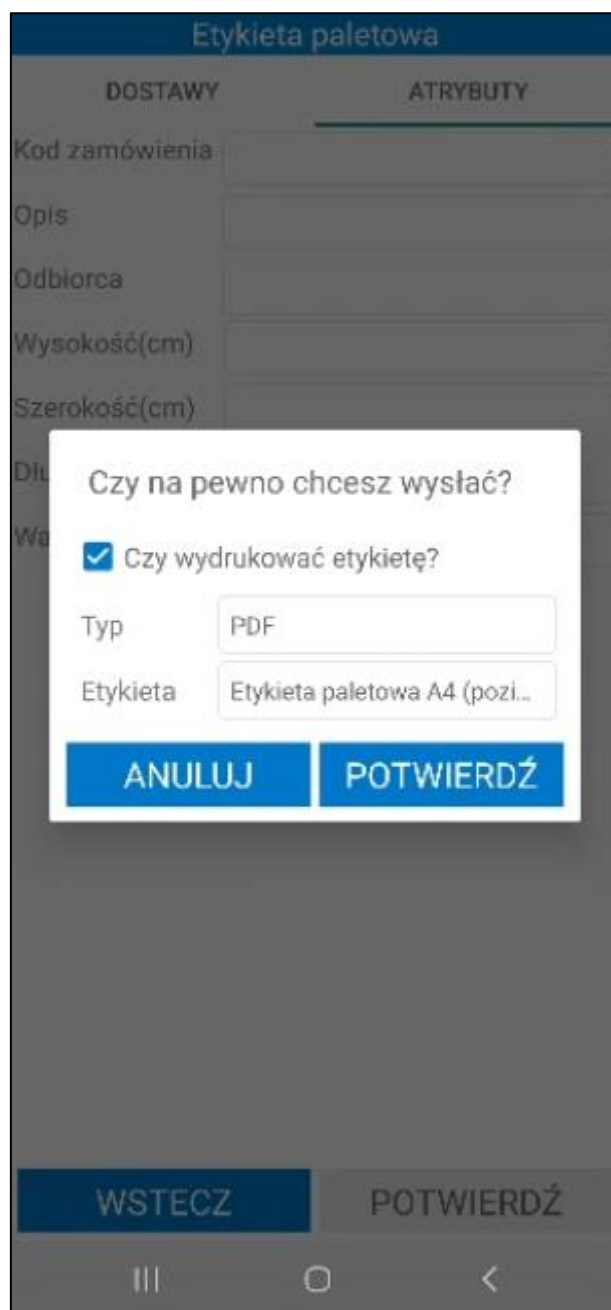 Etykieta paletowa
DOSTAWY ATRYBUTY
Kod zamówienia
Opis
Odbiorca
Wysokość(cm)
Szerokość(cm)
Czy na pewno chcesz wysłać?
Czy wydrukować etykietę?
Typ PDF
Etykieta Etykieta paletowa A4 (pozi...
ANULUJ POTWIERDŹ
WSTECZ POTWIERDŹ